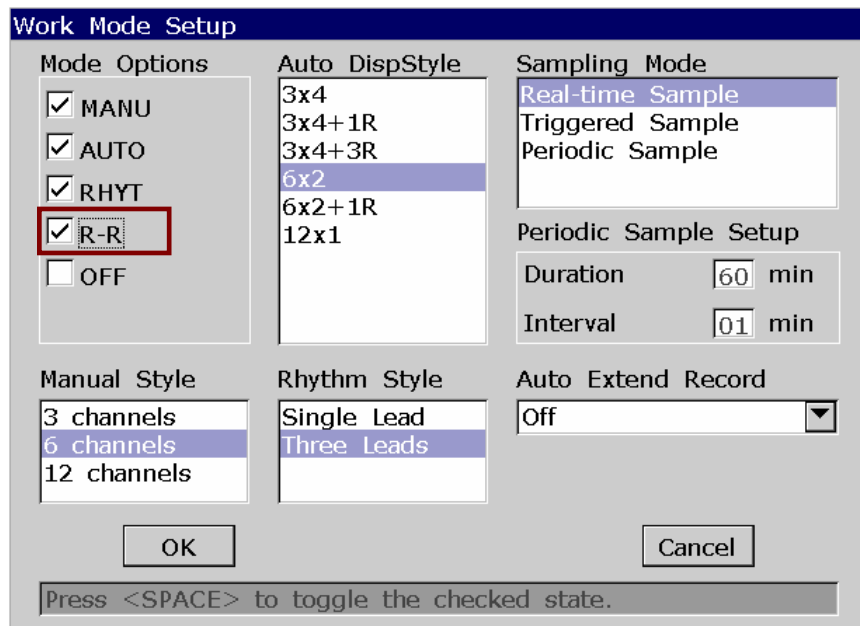 Work Mode Setup
Mode Options
MANU
AUTO
RHYT
R-R
OFF
Auto DispStyle
3x4
3x4+1R
3x4+3R
6x2
6x2+1R
12x1
Sampling Mode
Real-time Sample
Triggered Sample
Periodic Sample
Periodic Sample Setup
Duration 60 min
Interval 01 min
Manual Style
3 channels
6 channels
12 channels
Rhythm Style
Single Lead
Three Leads
Auto Extend Record
Off
OK
Cancel
Press <SPACE> to toggle the checked state.